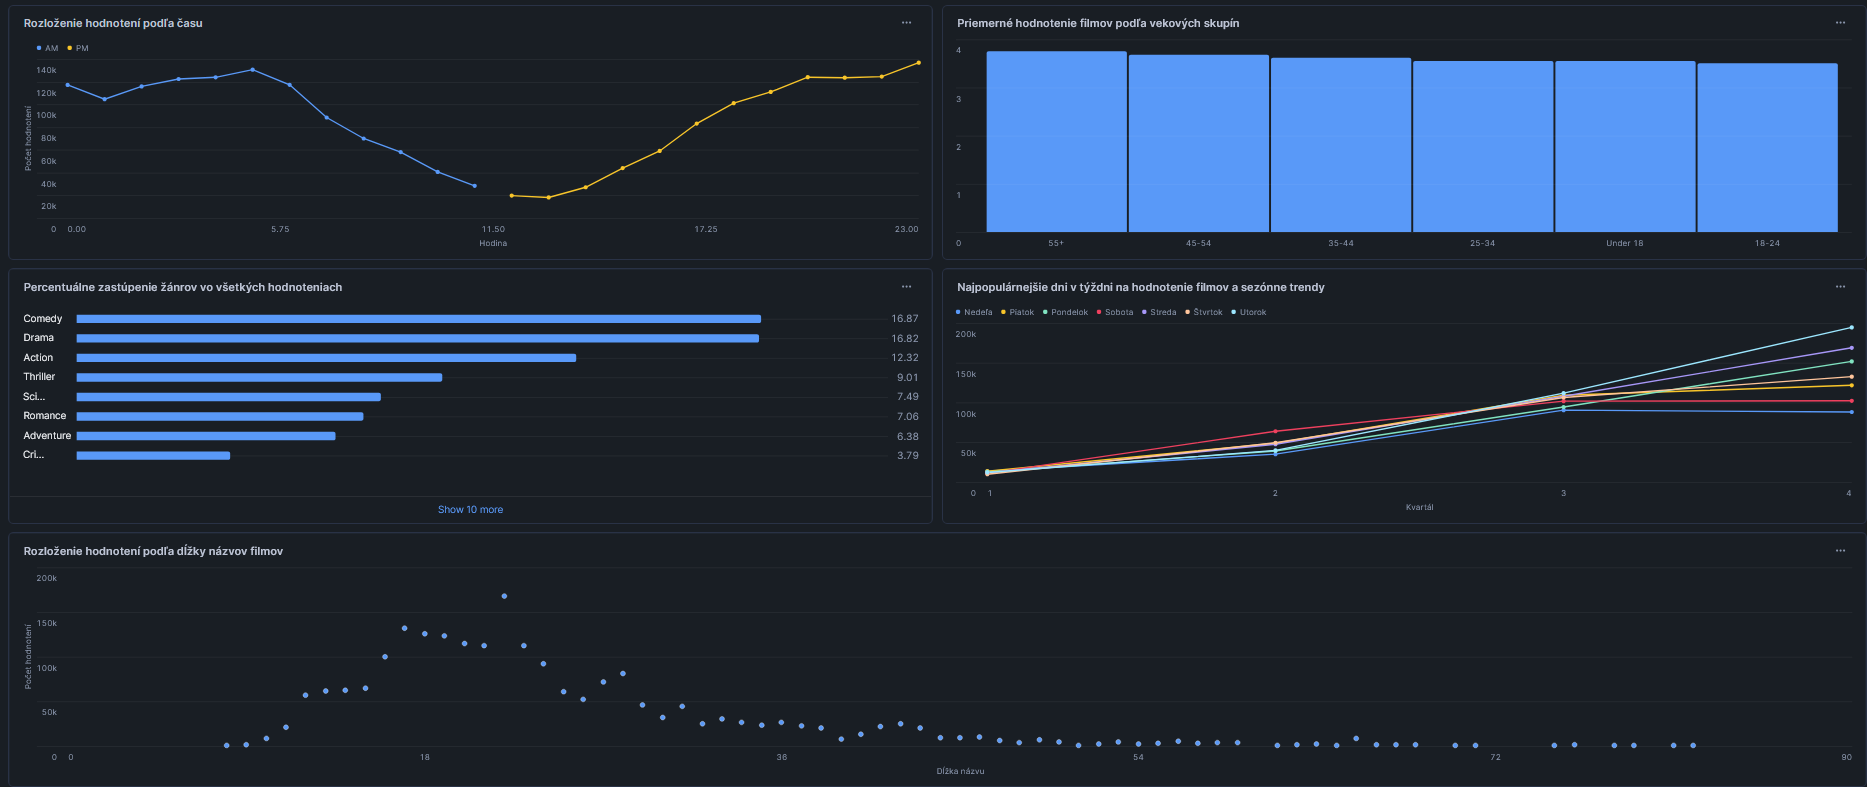 Rozloženie hodnotení podľa času
AM PM
140k
120k
100k
80k
60k
40k
20k
0
Počet hodnotení
0.00 5.75 11.50 17.25 23.00
Hodina
Priemerné hodnotenie filmov podľa vekových skupín
4
3
2
1
0
55+ 45-54 35-44 25-34 Under 18 18-24
Percentuálne zastúpenie žánrov vo všetkých hodnoteniach
Comedy 16.87
Drama 16.82
Action 12.32
Thriller 9.01
Sci... 7.49
Romance 7.06
Adventure 6.38
Cri... 3.79
Show 10 more
Najpopulárnejšie dni v týždni na hodnotenie filmov a sezónne trendy
Nedeľa Piatok Pondelok Sobota Streda Štvrtok Utorok
200k
150k
100k
50k
0 1 2 3 4
Kvartál
Rozloženie hodnotení podľa dĺžky názvov filmov
200k
150k
100k
50k
0
Počet hodnotení
0 18 36 54 72 90
Dĺžka názvu